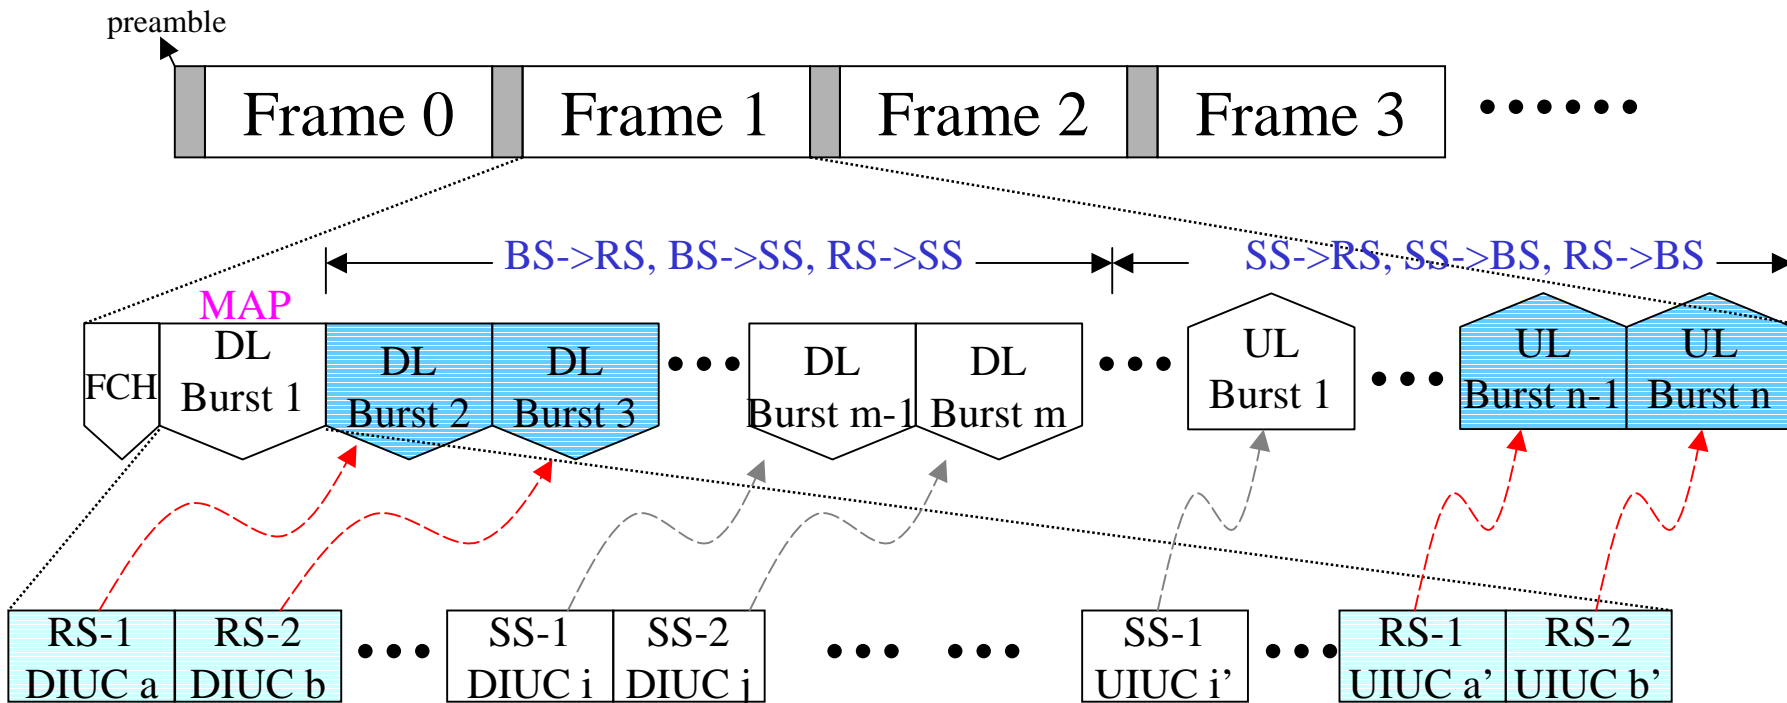 preamble
Frame 0 Frame 1 Frame 2 Frame 3 ••••••
BS->RS, BS->SS, RS->SS SS->RS, SS->BS, RS->BS
MAP
FCH
DL
Burst 1
DL
Burst 2
DL
Burst 3
•••
DL
Burst m-1
DL
Burst m
•••
UL
Burst 1
•••
UL
Burst n-1
UL
Burst n
RS-1
DIUC a
RS-2
DIUC b
•••
SS-1
DIUC i
SS-2
DIUC j
••• •••
SS-1
UIUC i’
•••
RS-1
UIUC a’
RS-2
UIUC b’